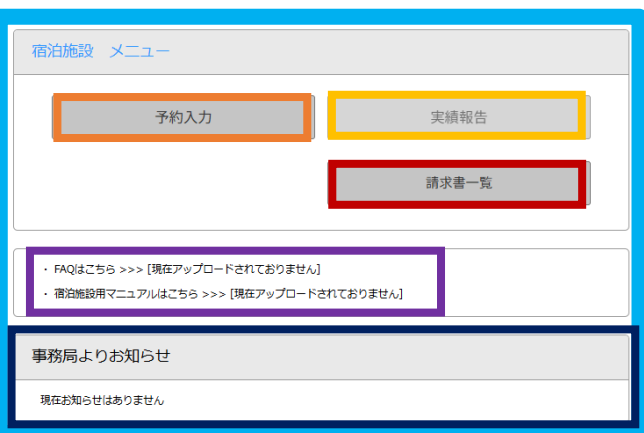 宿泊施設　メニュー
予約入力
実績報告
請求書一覧
・ FAQはこちら >>> [現在アップロードされておりません]
・ 宿泊施設用マニュアルはこちら >>> [現在アップロードされておりません]
事務局よりお知らせ
現在お知らせはありません